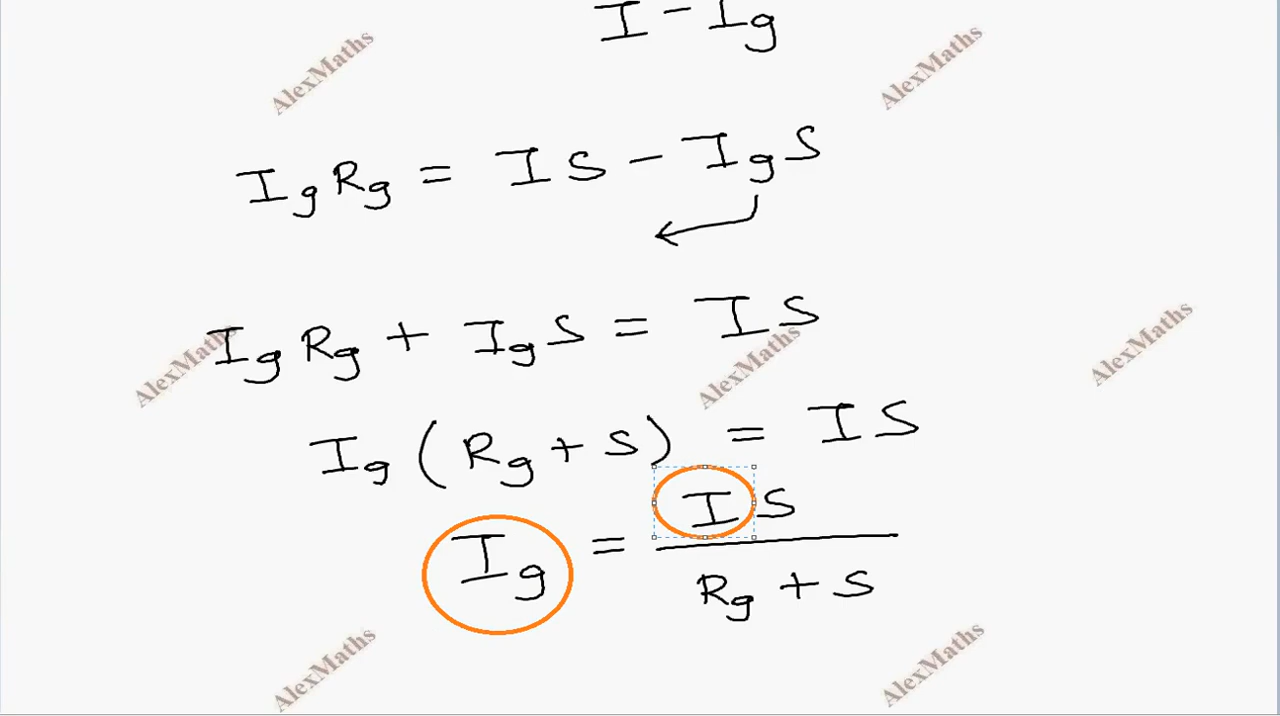 I - Ig
AlexMaths AlexMaths
IgRg = IS - IgS
IgRg + IgS = IS
AlexMaths AlexMaths AlexMaths
Ig(Rg+S) = IS
IS
Ig =
Rg + S
AlexMaths AlexMaths